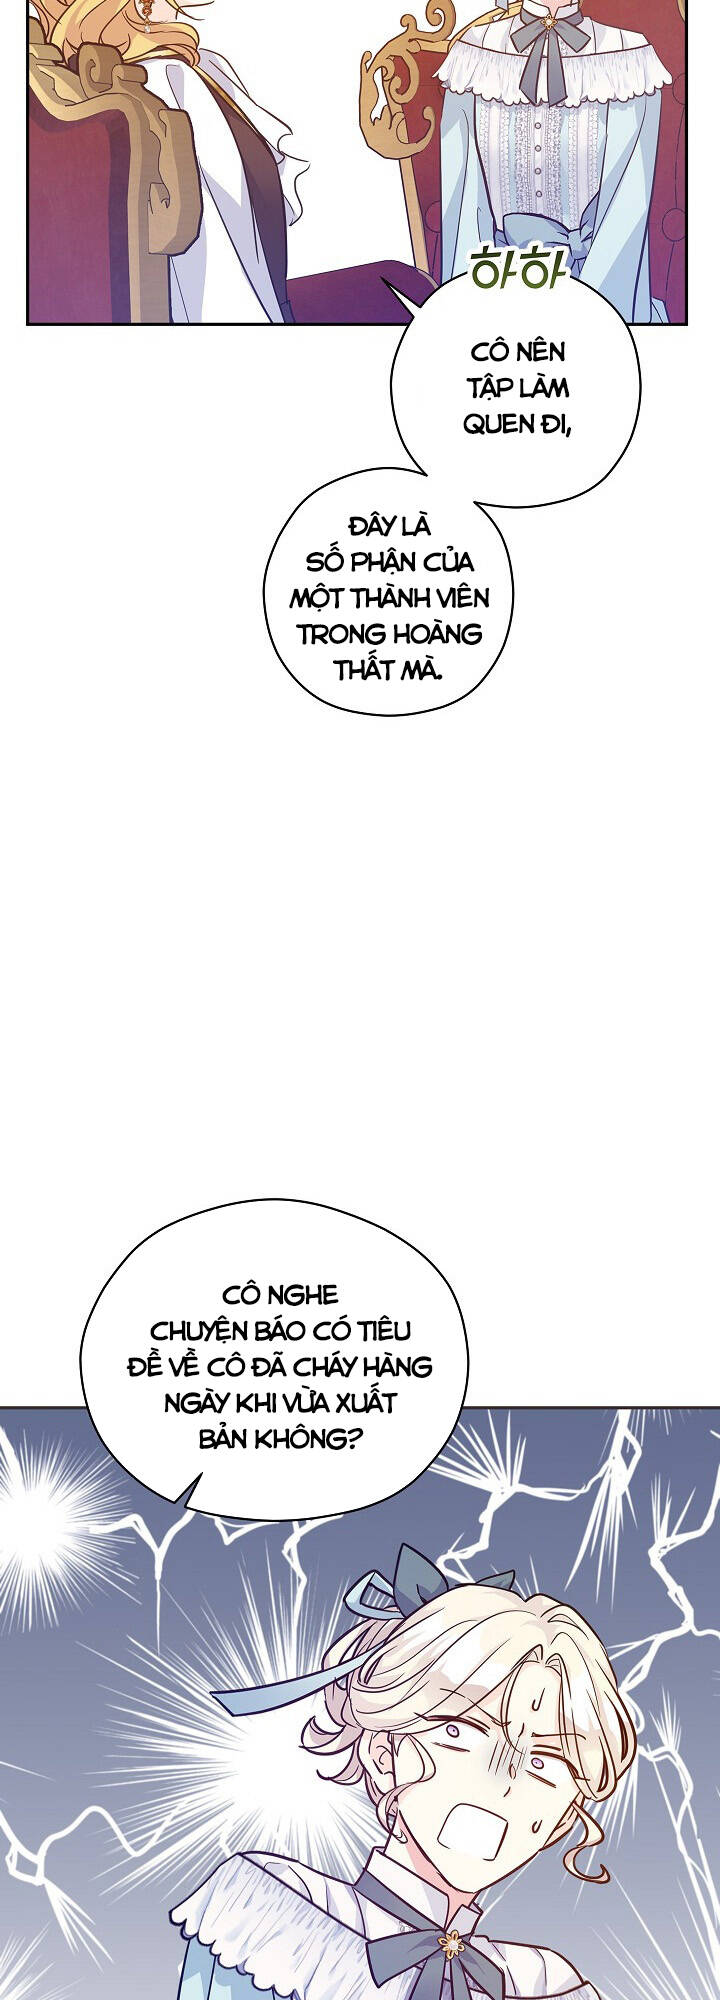 하하
CÔ NÊN
TẬP LÀM
QUEN ĐI,
ĐÂY LÀ
SỐ PHẬN CỦA
MỘT THÀNH VIÊN
TRONG HOÀNG
THẤT MÀ.
CÔ NGHE
CHUYỆN BÁO CÓ TIÊU
ĐỀ VỀ CÔ ĐÃ CHÁY HÀNG
NGÀY KHI VỪA XUẤT
BẢN KHÔNG?